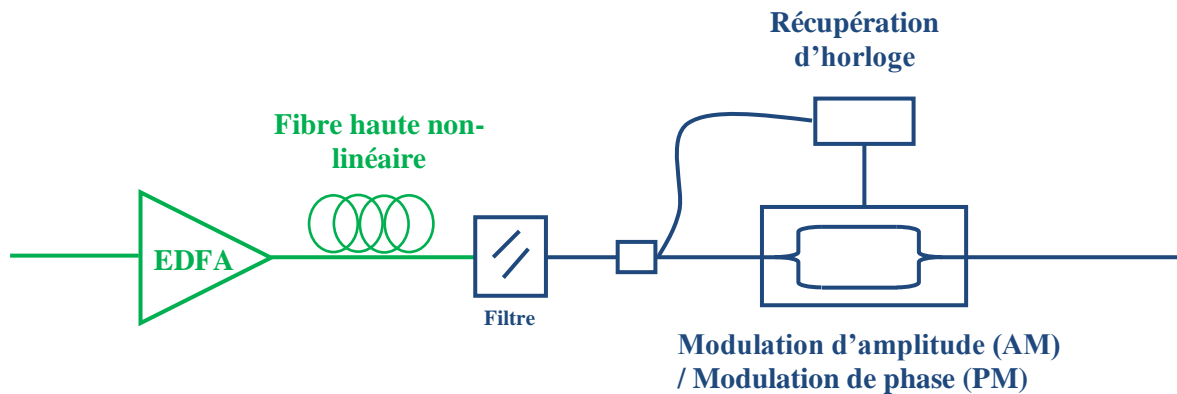 Récupération
d’horloge
Fibre haute non-
linéaire
EDFA
Filtre
Modulation d’amplitude (AM)
/ Modulation de phase (PM)